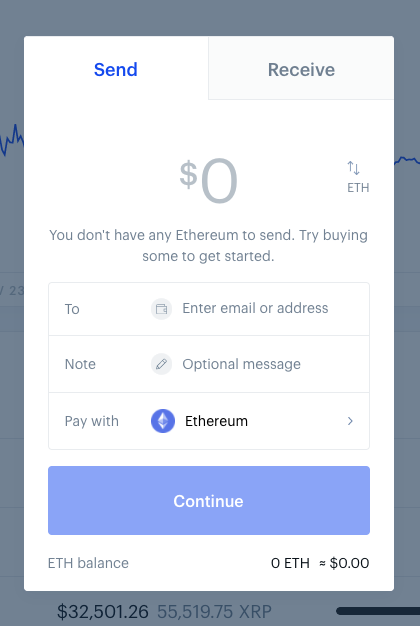 Send Receive
$0
ETH
You don't have any Ethereum to send. Try buying
some to get started.
To Enter email or address
Note Optional message
Pay with Ethereum
Continue
ETH balance 0 ETH ≈ $0.00
$32,501.26 55,519.75 XRP